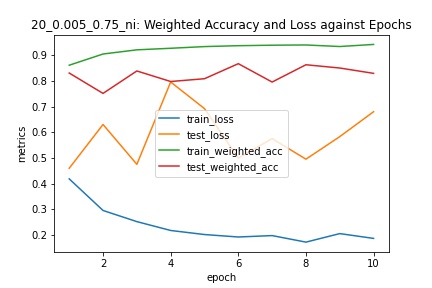 20_0.005_0.75_ni: Weighted Accuracy and Loss against Epochs
metrics
0.9
0.8
0.7
0.6
0.5
0.4
0.3
0.2
train_loss
test_loss
train_weighted_acc
test_weighted_acc
2
4
6
8
10
epoch